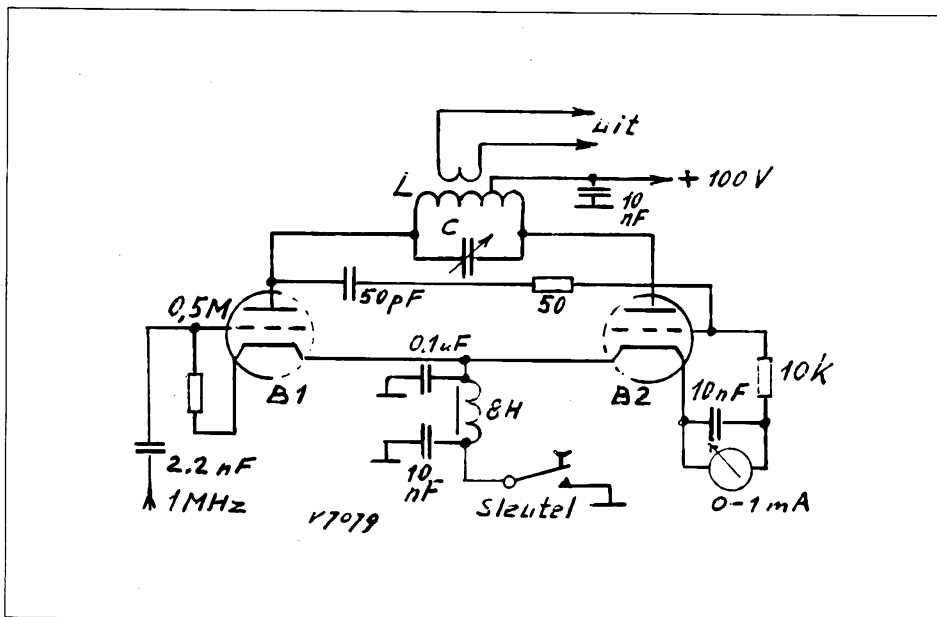 Uit
L
+ 100V
10
nF
C
0,5M
50pF
50
0.1uF
10K
B1
B2
10nF
8H
2.2 nF
10
nF
1MHz
Sleutel
0-1mA
V7079